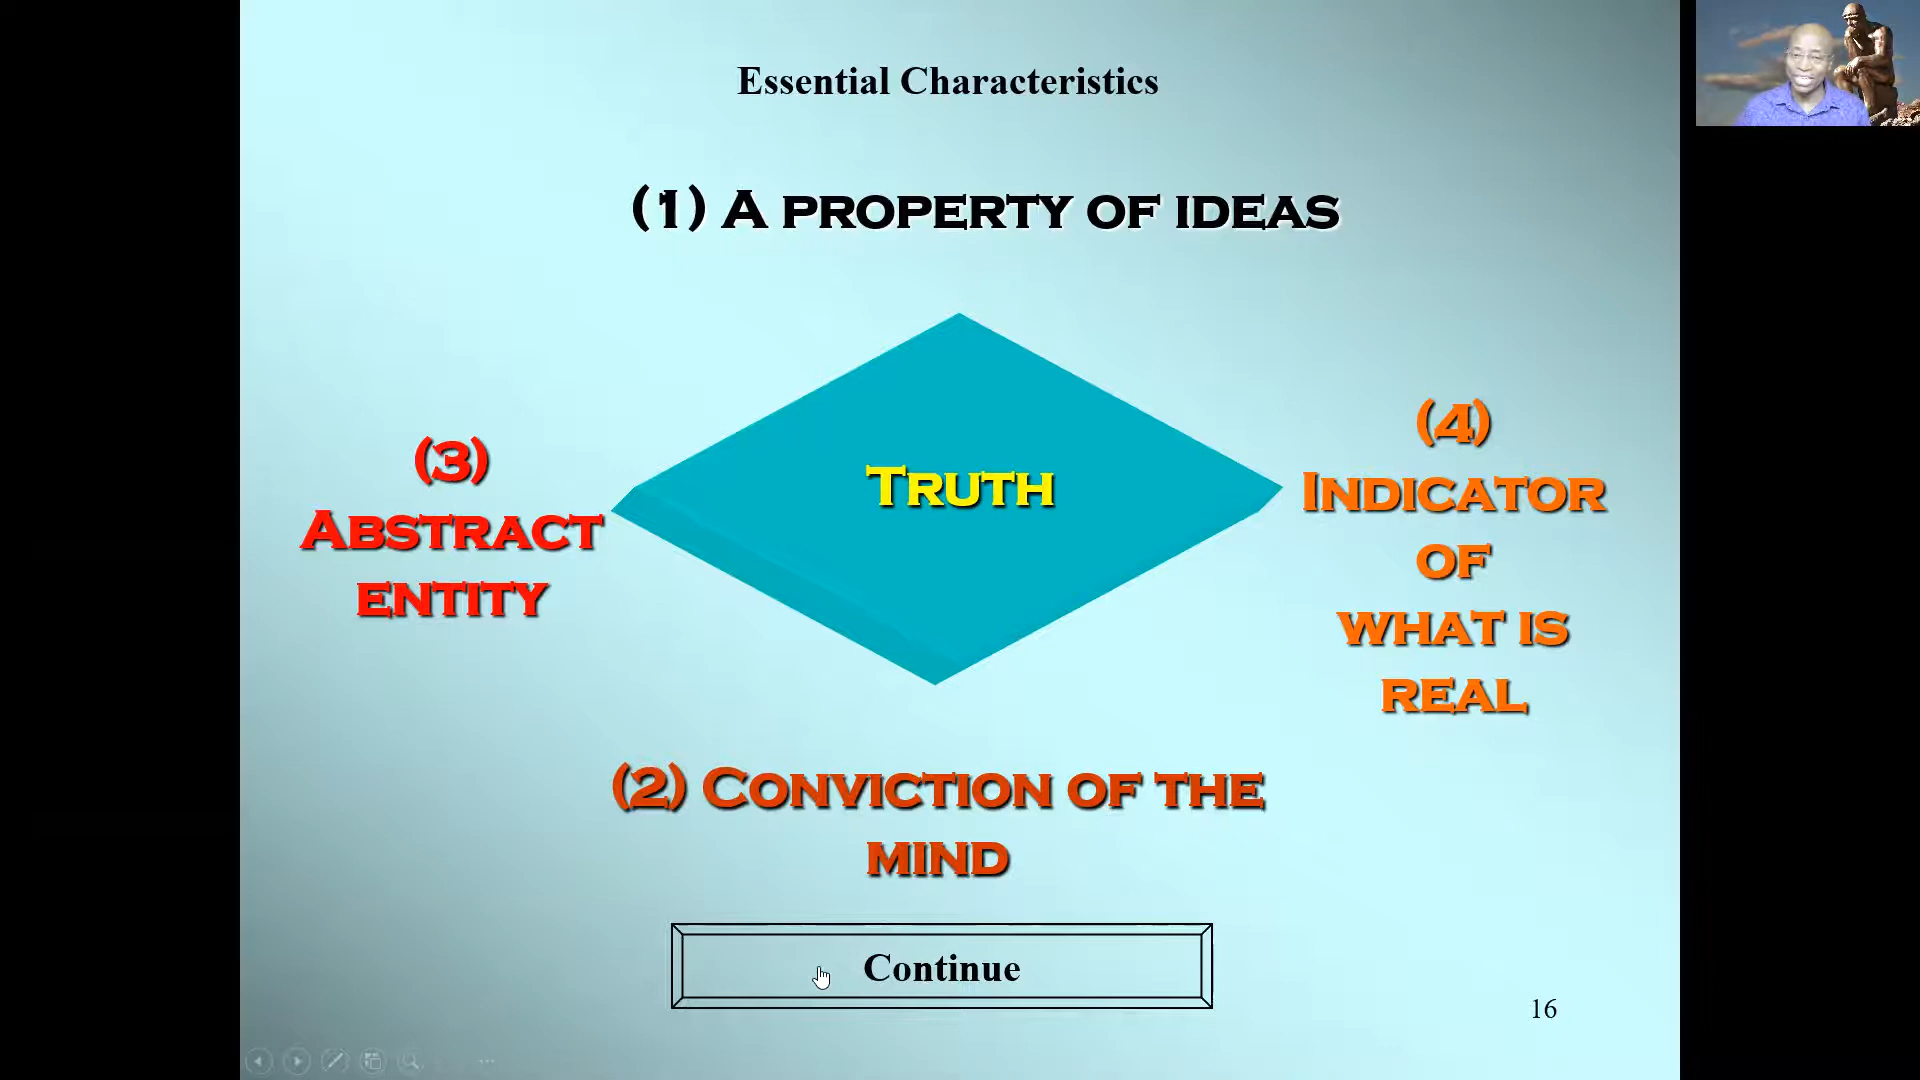 Essential Characteristics
(1) A PROPERTY OF IDEAS
(3)
ABSTRACT
ENTITY
TRUTH
(4)
INDICATOR
OF
WHAT IS
REAL
(2) CONVICTION OF THE
MIND
Continue
16